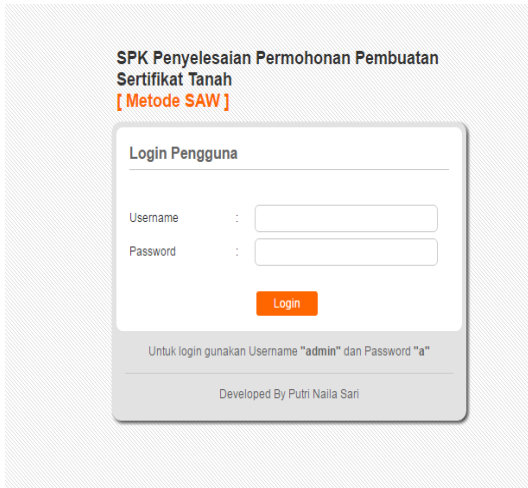 SPK Penyelesaian Permohonan Pembuatan
Sertifikat Tanah
[ Metode SAW ]
Login Pengguna
Username :
Password :
Login
Untuk login gunakan Username "admin" dan Password "a"
Developed By Putri Naila Sari